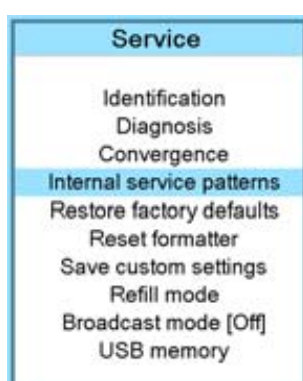 Service
Identification
Diagnosis
Convergence
Internal service patterns
Restore factory defaults
Reset formatter
Save custom settings
Refill mode
Broadcast mode [Off]
USB memory